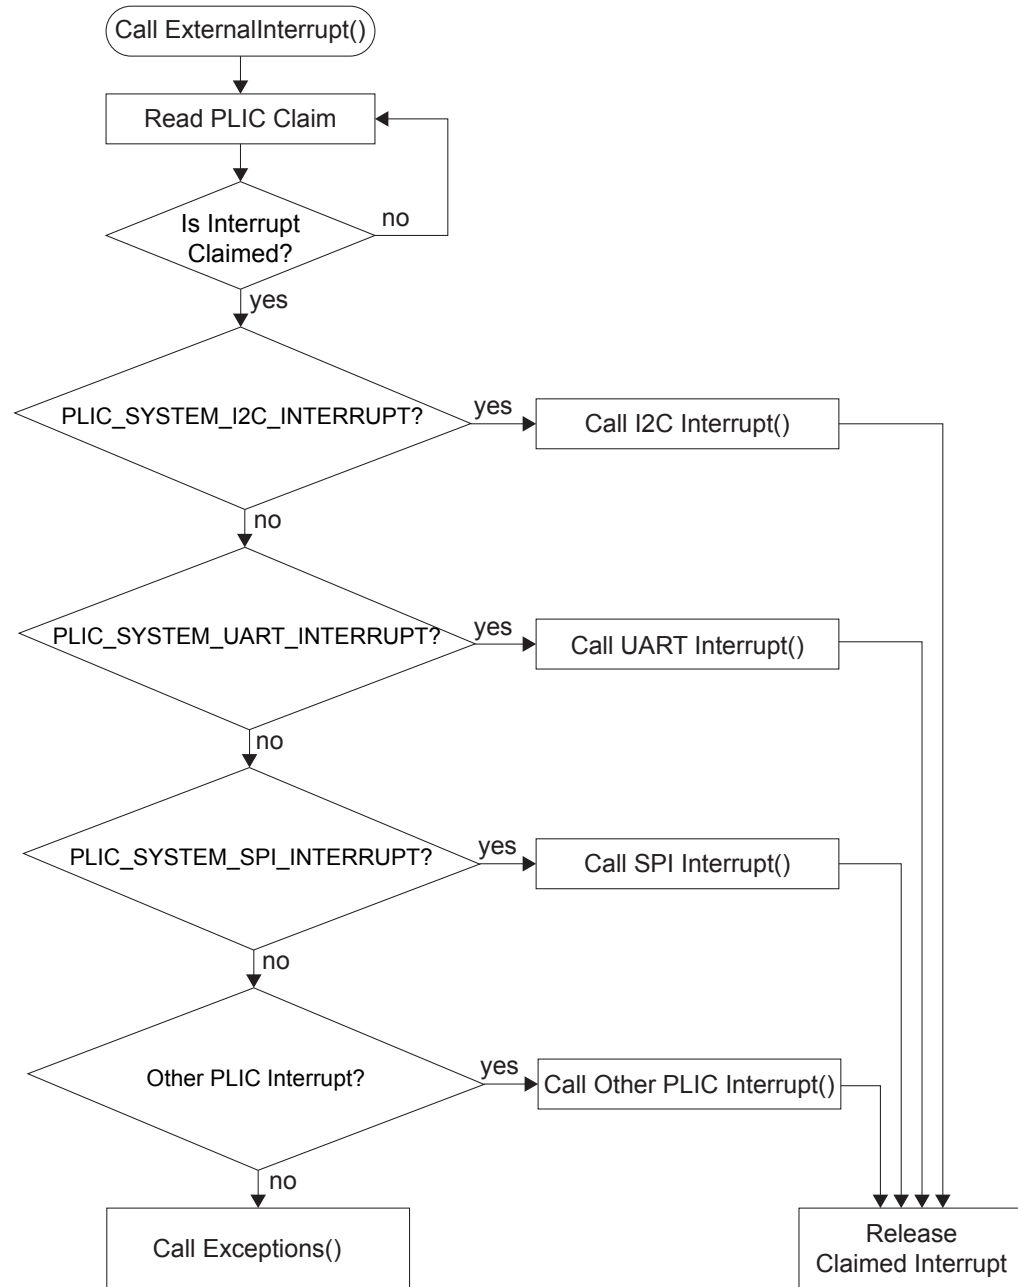 Call ExternalInterrupt()
Read PLIC Claim
Is Interrupt
Claimed?
no
yes
PLIC_SYSTEM_I2C_INTERRUPT?
yes
Call I2C Interrupt()
no
PLIC_SYSTEM_UART_INTERRUPT?
yes
Call UART Interrupt()
no
PLIC_SYSTEM_SPI_INTERRUPT?
yes
Call SPI Interrupt()
no
Other PLIC Interrupt?
yes
Call Other PLIC Interrupt()
no
Call Exceptions()
Release
Claimed Interrupt